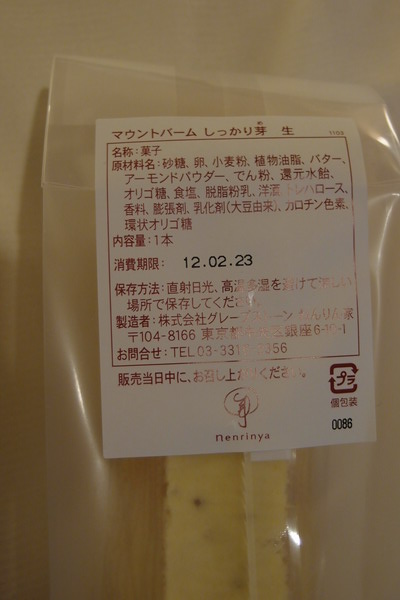 マウントバーム しっかり芽 生
1103
名称:菓子
原材料名:砂糖、卵、小麦粉、植物油脂、バター、
アーモンドパウダー、でん粉、還元水飴、
オリゴ糖、食塩、脱脂粉乳、洋酒、トレハロース、
香料、膨張剤、乳化剤(大豆由来)、カロチン色素、
環状オリゴ糖
内容量:1本
消費期限: 12.02.23
保存方法:直射日光、高温多湿を避けて涼しい
場所で保存してください。
製造者:株式会社グレープストーン ねんりん家
〒104-8166 東京都中央区銀座
お問合せ:TEL
販売当日中に、お召し上がりください。
プラ
個包装
nenrinya
0086